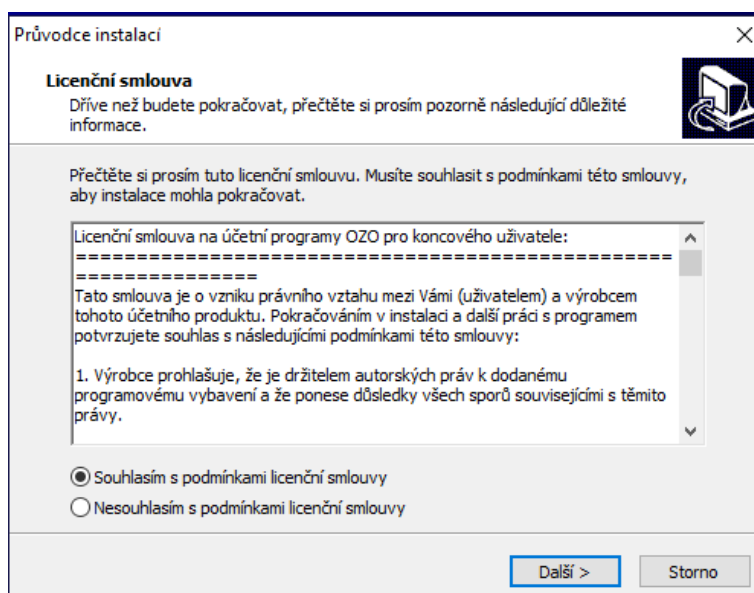 Průvodce instalací
Licenční smlouva
Dříve než budete pokračovat, přečtěte si prosím pozorně následující důležité
informace.
Přečtěte si prosím tuto licenční smlouvu. Musíte souhlasit s podmínkami této smlouvy,
aby instalace mohla pokračovat.
Licenční smlouva na účetní programy OZO pro koncového uživatele:
==================================================
===============
Tato smlouva je o vzniku právního vztahu mezi Vámi (uživatelem) a výrobcem
tohoto účetního produktu. Pokračováním v instalaci a další práci s programem
potvrzujete souhlas s následujícími podmínkami této smlouvy:
1. Výrobce prohlašuje, že je držitelem autorských práv k dodanému
programovému vybavení a že ponese důsledky všech sporů souvisejícími s těmito
právy.
Souhlasím s podmínkami licenční smlouvy
Nesouhlasím s podmínkami licenční smlouvy
Další >
Storno